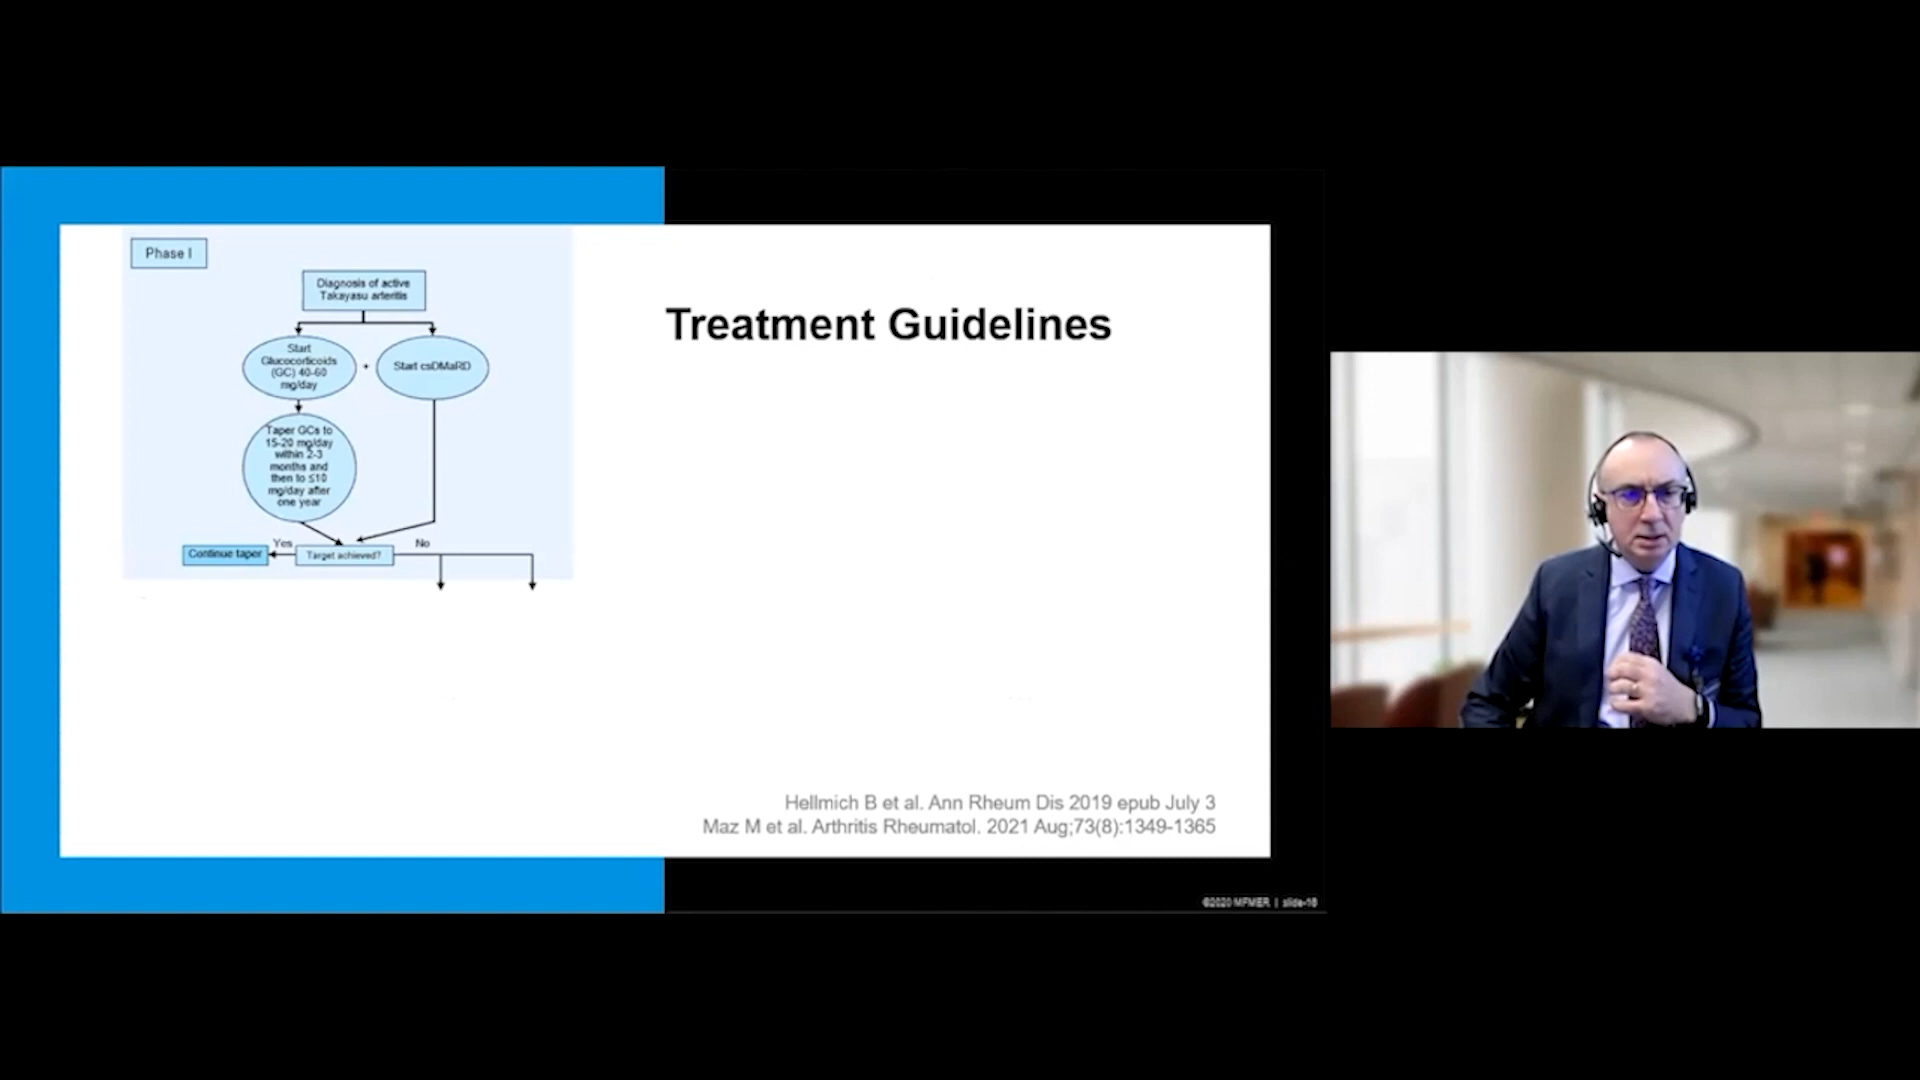 Phase I
Diagnosis of active
Takayasu arteritis
Start
Glucocorticoids
(GC) 40-60
mg/day
+
Start csDMaRD
Taper GCs to
15-20 mg/day
within 2-3
months and
then to ≤10
mg/day after
one year
Continue taper
Yes
Target achieved?
No
Treatment Guidelines
Hellmich B et al. Ann Rheum Dis 2019 epub July 3
Maz M et al. Arthritis Rheumatol. 2021 Aug;73(8):1349-1365
©2020 MFMER | slide-16